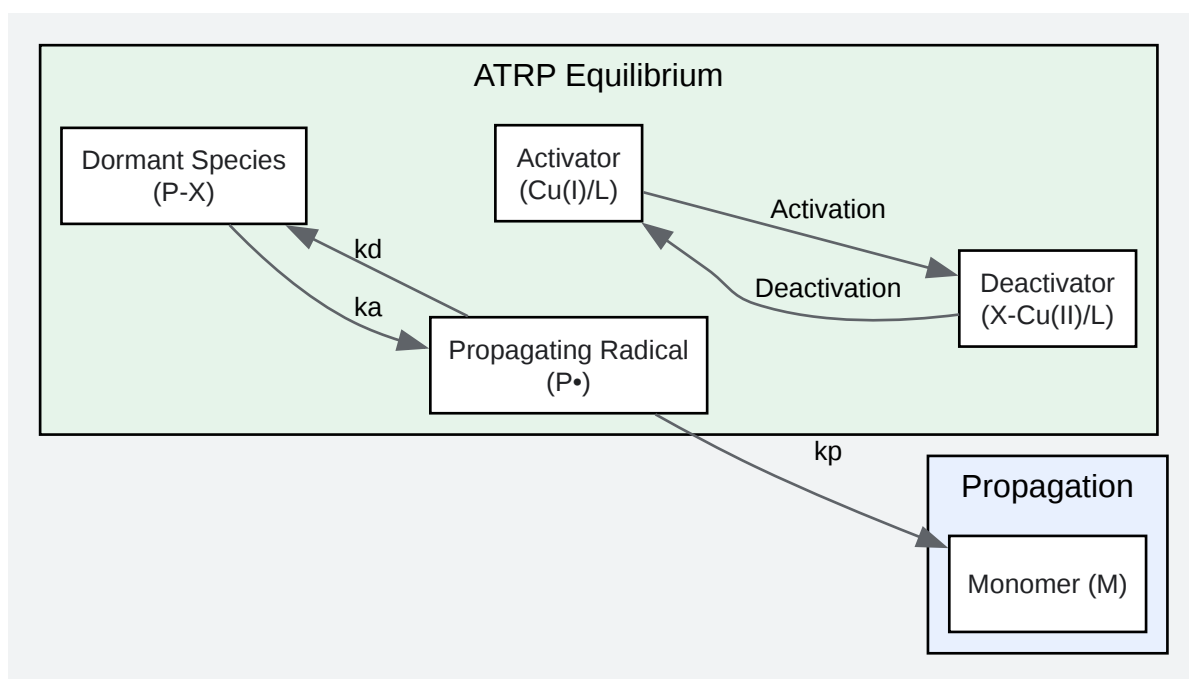 ATRP Equilibrium
Dormant Species
(P-X)
Activator
(Cu(I)/L)
Activation
kd
Deactivation
Deactivator
(X-Cu(II)/L)
ka
Propagating Radical
(P•)
kp
Propagation
Monomer (M)